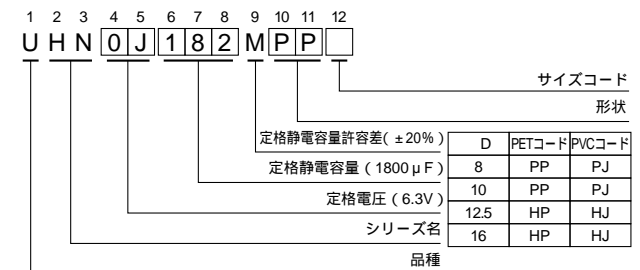 1 2 3 4 5 6 7 8 9 10 11 12
U H N 0 J 1 8 2 M P P
サイズコード
形状
定格静電容量許容差( ±20% )
定格静電容量 ( 1800 μ F )
定格電圧 ( 6.3V )
シリーズ名
品種
D PETコード PVCコード
8 PP PJ
10 PP PJ
12.5 HP HJ
16 HP HJ